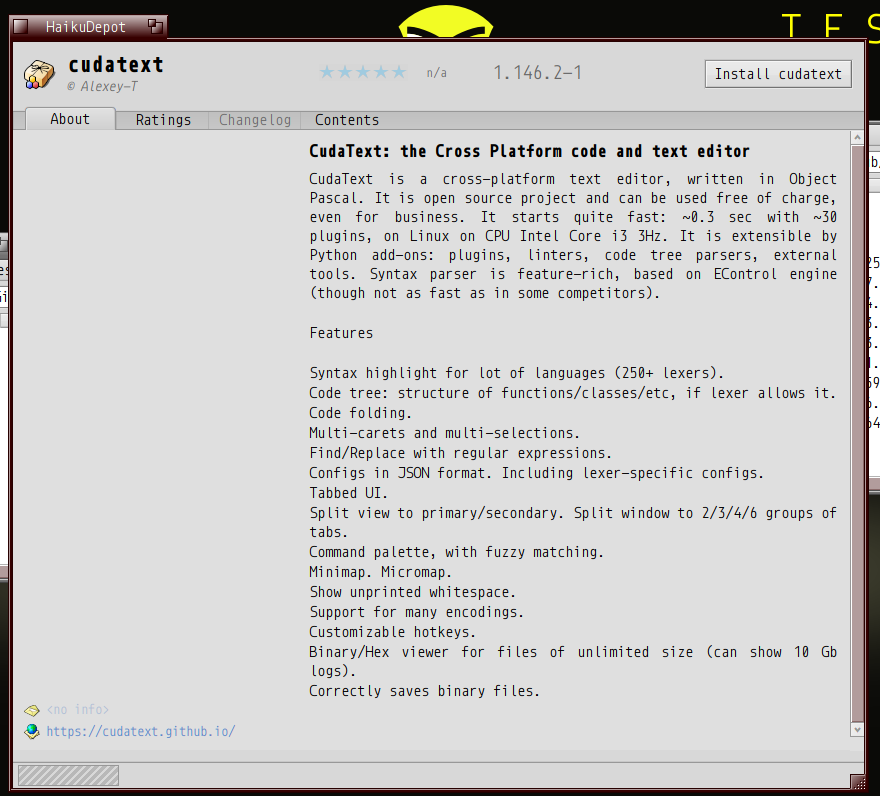 HaikuDepot
T E S
cudatext
© Alexey-T
n/a
1.146.2-1
Install cudatext
About
Ratings
Changelog
Contents
CudaText: the Cross Platform code and text editor
CudaText is a cross-platform text editor, written in Object
Pascal. It is open source project and can be used free of charge,
even for business. It starts quite fast: ~0.3 sec with ~30
plugins, on Linux on CPU Intel Core i3 3Hz. It is extensible by
Python add-ons: plugins, linters, code tree parsers, external
tools. Syntax parser is feature-rich, based on EControl engine
(though not as fast as in some competitors).
Features
Syntax highlight for lot of languages (250+ lexers).
Code tree: structure of functions/classes/etc, if lexer allows it.
Code folding.
Multi-carets and multi-selections.
Find/Replace with regular expressions.
Configs in JSON format. Including lexer-specific configs.
Tabbed UI.
Split view to primary/secondary. Split window to 2/3/4/6 groups of
tabs.
Command palette, with fuzzy matching.
Minimap. Micromap.
Show unprinted whitespace.
Support for many encodings.
Customizable hotkeys.
Binary/Hex viewer for files of unlimited size (can show 10 Gb
logs).
Correctly saves binary files.
<no info>
https://cudatext.github.io/